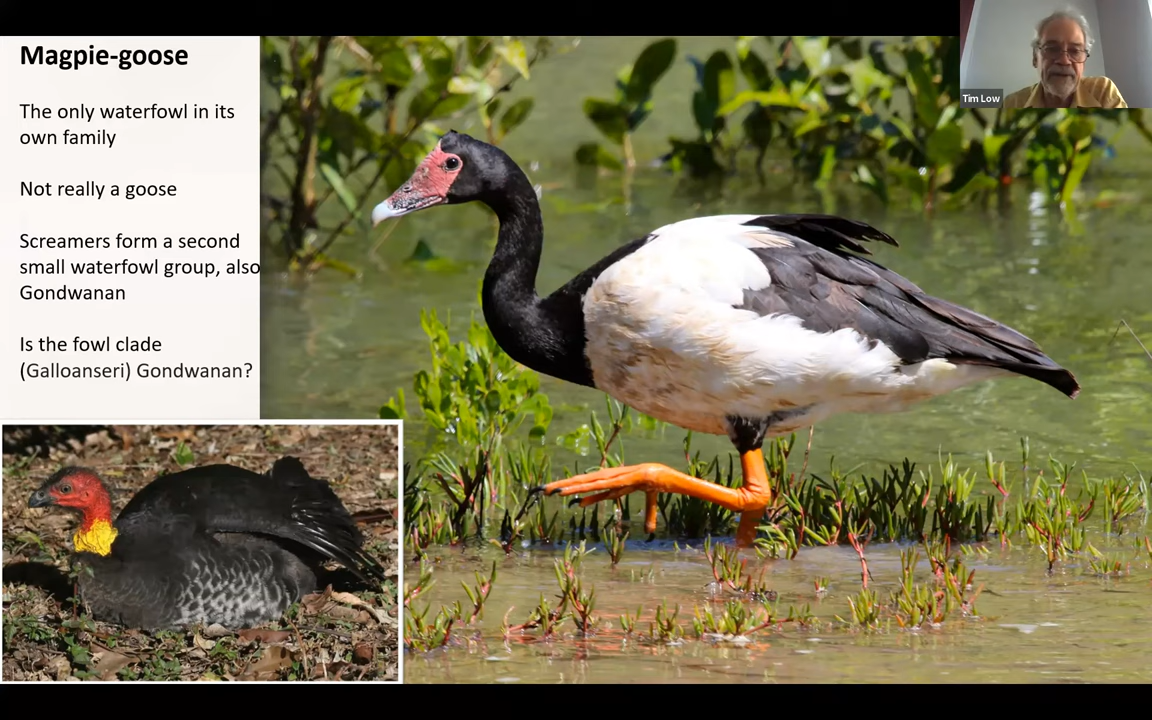 Magpie-goose
The only waterfowl in its
own family
Not really a goose
Screamers form a second
small waterfowl group, also
Gondwanan
Is the fowl clade
(Galloanseri) Gondwanan?
Tim Low